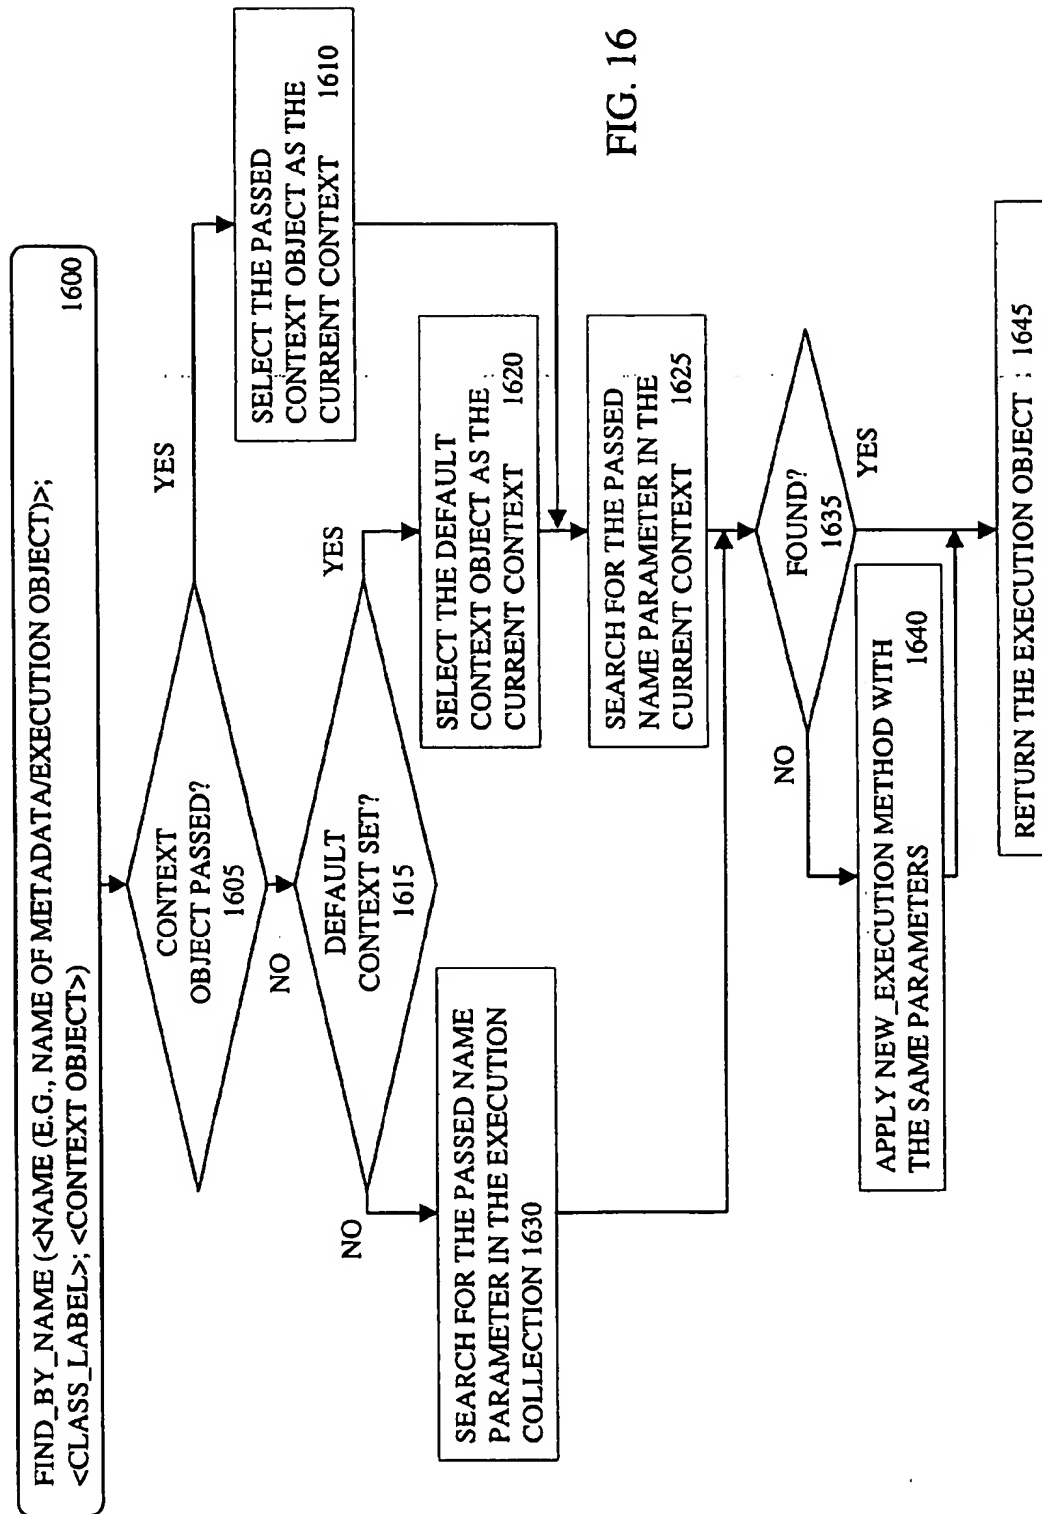 FIND_BY_NAME (<NAME (E.G., NAME OF METADATA/EXECUTION OBJECT)>;
<CLASS_LABEL>; <CONTEXT OBJECT>)
1600
CONTEXT
OBJECT PASSED?
1605
YES
NO
SELECT THE PASSED
CONTEXT OBJECT AS THE
CURRENT CONTEXT 1610
DEFAULT
CONTEXT SET?
1615
YES
NO
SELECT THE DEFAULT
CONTEXT OBJECT AS THE
CURRENT CONTEXT 1620
SEARCH FOR THE PASSED NAME
PARAMETER IN THE EXECUTION
COLLECTION 1630
SEARCH FOR THE PASSED
NAME PARAMETER IN THE
CURRENT CONTEXT 1625
FOUND?
1635
NO
YES
APPLY NEW_EXECUTION METHOD WITH
THE SAME PARAMETERS 1640
RETURN THE EXECUTION OBJECT : 1645
FIG. 16